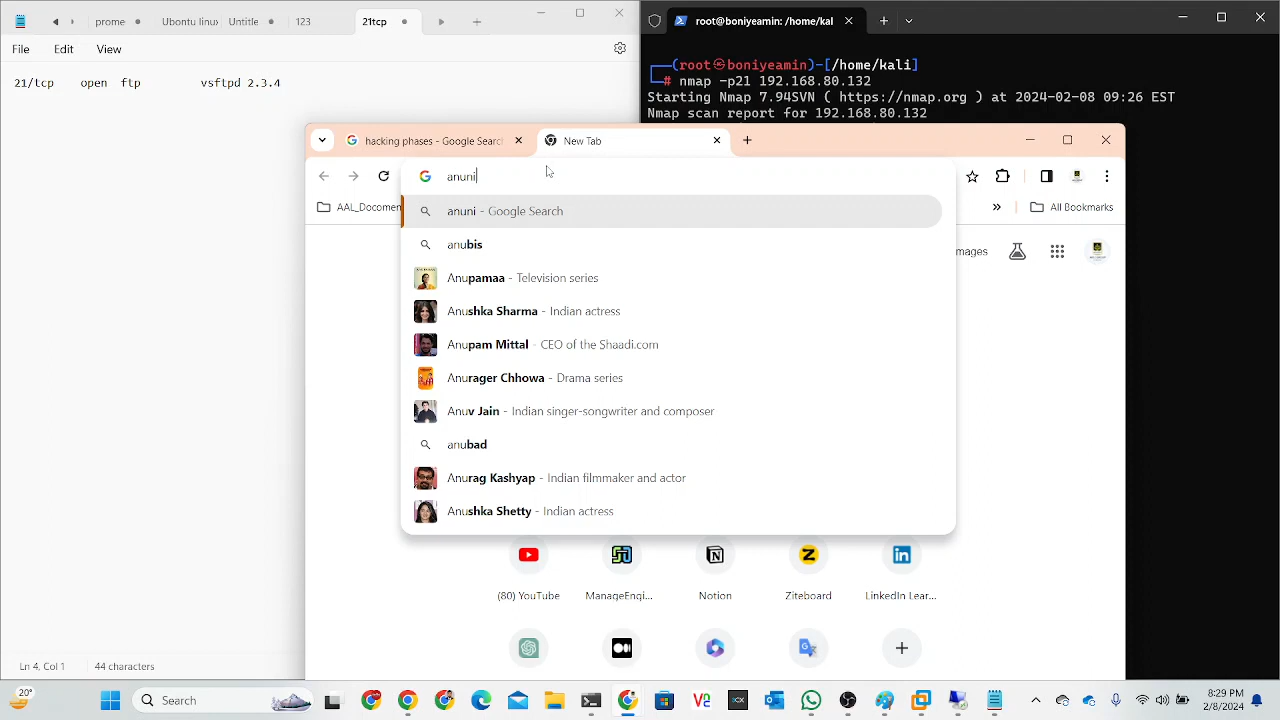 prome
Ubuntu linux
Untitle
123
21tcp
root@boniyeamin: /home/kal
File
Edit
View
21/tcp open ftp vsftpd 2.3.4
(root㉿boniyeamin)-[/home/kali]
# nmap -p21 192.168.80.132
Starting Nmap 7.94SVN ( https://nmap.org ) at 2024-02-08 09:26 EST
Nmap scan report for 192.168.80.132
hacking phases - Google Search
New Tab
anuni
AAL_Documen
All Bookmarks
anuni - Google Search
mages
anubis
Anupamaa - Television series
Anushka Sharma - Indian actress
Anupam Mittal - CEO of the Shaadi.com
Anurager Chhowa - Drama series
Anuv Jain - Indian singer-songwriter and composer
anubad
Anurag Kashyap - Indian filmmaker and actor
Anushka Shetty - Indian actress
(80) YouTube
ManageEngi...
Notion
Ziteboard
LinkedIn Lear...
Ln 4, Col 1
44 characters
20°
Search
8:29 PM
2/8/2024